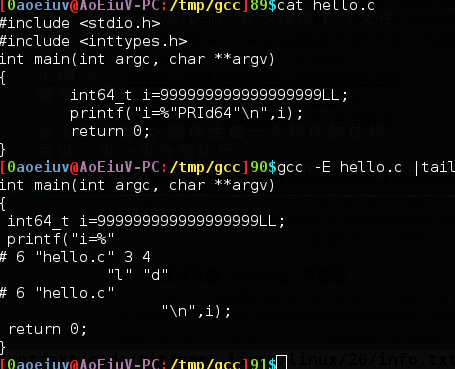 [0aoeiuv@AoEiuV-PC:/tmp/gcc]89$cat hello.c
#include <stdio.h>
#include <inttypes.h>
int main(int argc, char **argv)
{
        int64_t i=999999999999999999LL;
        printf("i=%"PRId64"\n",i);
        return 0;
}
[0aoeiuv@AoEiuV-PC:/tmp/gcc]90$gcc -E hello.c |tail
int main(int argc, char **argv)
{
 int64_t i=999999999999999999LL;
 printf("i=%"
# 6 "hello.c" 3 4
            "l" "d"
# 6 "hello.c"
                  "\n",i);
 return 0;
}
[0aoeiuv@AoEiuV-PC:/tmp/gcc]91$